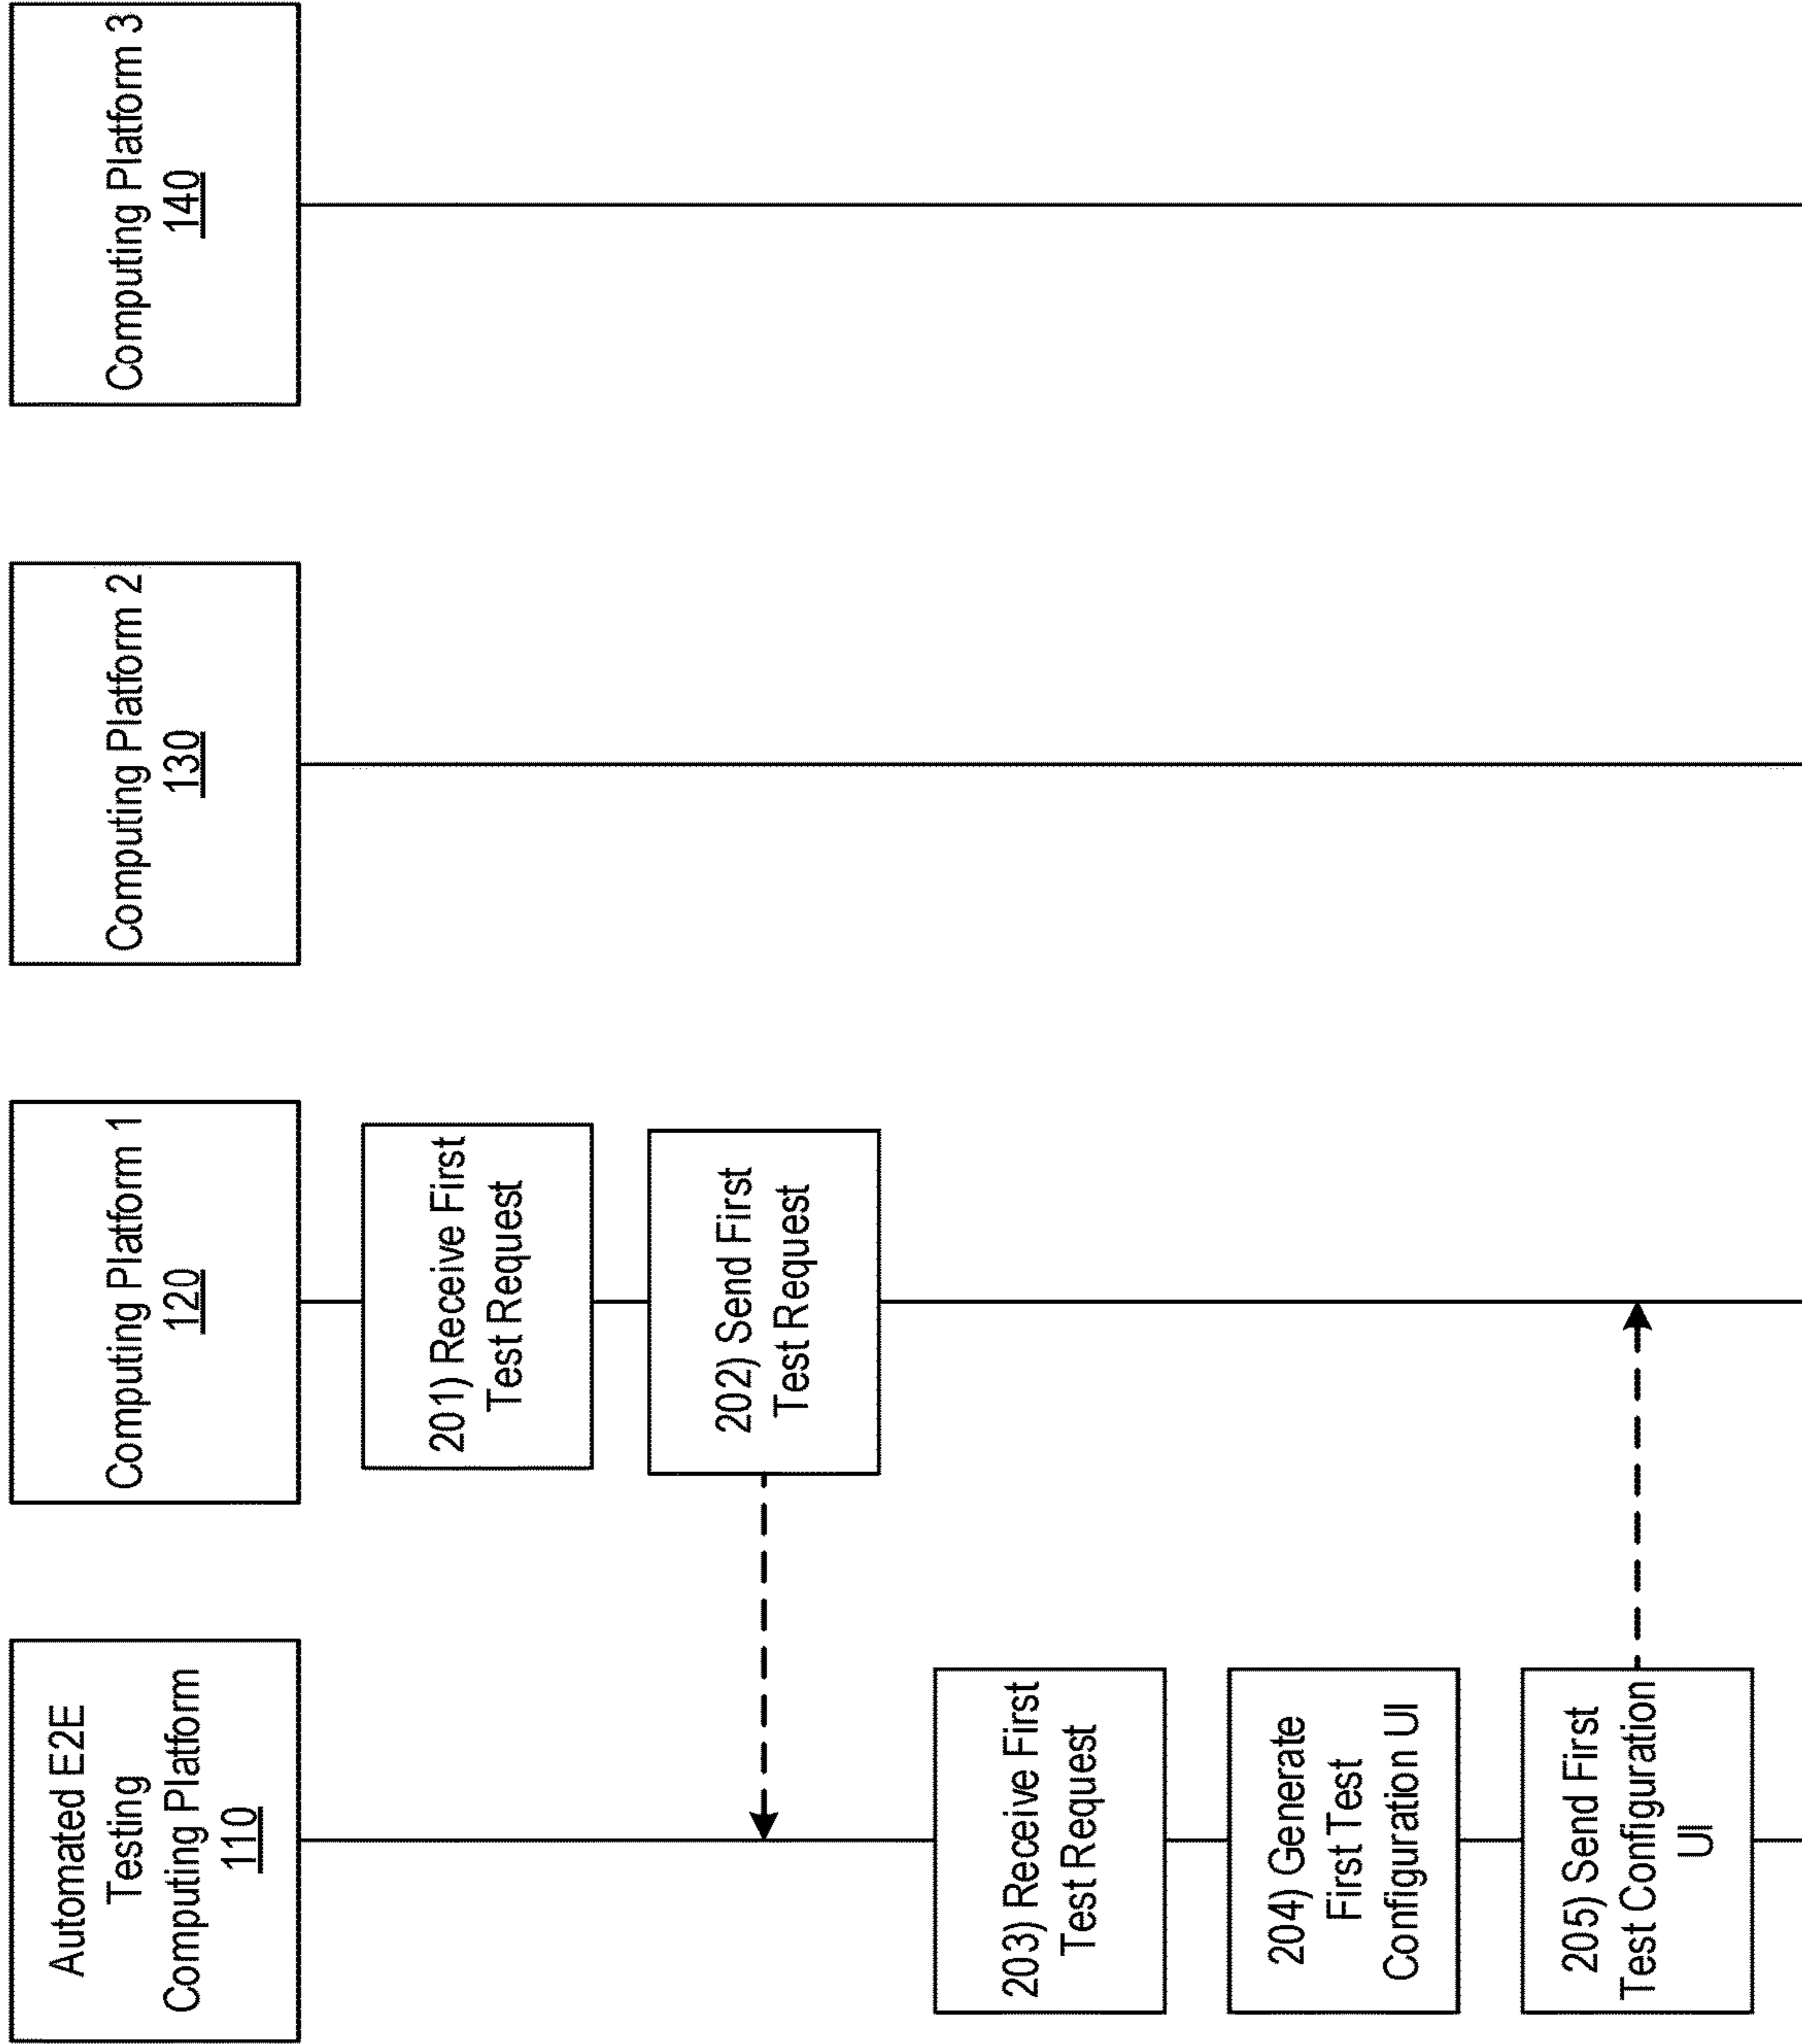 Automated E2E
Testing
Computing Platform
110
Computing Platform 1
120
Computing Platform 2
130
Computing Platform 3
140
201) Receive First
Test Request
202) Send First
Test Request
203) Receive First
Test Request
204) Generate
First Test
Configuration UI
205) Send First
Test Configuration
UI